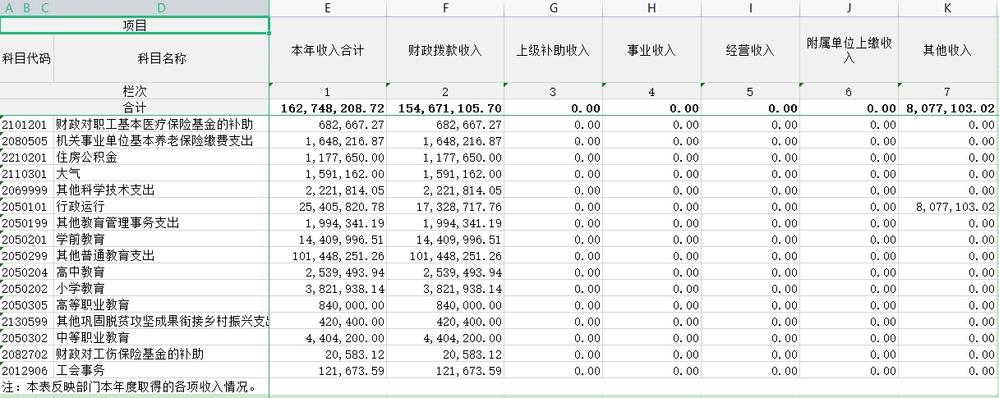 A B C D E F G H I J K
项目
科目代码 科目名称 本年收入合计 财政拨款收入 上级补助收入 事业收入 经营收入 附属单位上缴收入 其他收入
栏次 1 2 3 4 5 6 7
合计 162,748,208.72 154,671,105.70 0.00 0.00 0.00 0.00 8,077,103.02
2101201 财政对职工基本医疗保险基金的补助 682,667.27 682,667.27 0.00 0.00 0.00 0.00 0.00
2080505 机关事业单位基本养老保险缴费支出 1,648,216.87 1,648,216.87 0.00 0.00 0.00 0.00 0.00
2210201 住房公积金 1,177,650.00 1,177,650.00 0.00 0.00 0.00 0.00 0.00
2110301 大气 1,591,162.00 1,591,162.00 0.00 0.00 0.00 0.00 0.00
2069999 其他科学技术支出 2,221,814.05 2,221,814.05 0.00 0.00 0.00 0.00 0.00
2050101 行政运行 25,405,820.78 17,328,717.76 0.00 0.00 0.00 0.00 8,077,103.02
2050199 其他教育管理事务支出 1,994,341.19 1,994,341.19 0.00 0.00 0.00 0.00 0.00
2050201 学前教育 14,409,996.51 14,409,996.51 0.00 0.00 0.00 0.00 0.00
2050299 其他普通教育支出 101,448,251.26 101,448,251.26 0.00 0.00 0.00 0.00 0.00
2050204 高中教育 2,539,493.94 2,539,493.94 0.00 0.00 0.00 0.00 0.00
2050202 小学教育 3,821,938.14 3,821,938.14 0.00 0.00 0.00 0.00 0.00
2050305 高等职业教育 840,000.00 840,000.00 0.00 0.00 0.00 0.00 0.00
2130599 其他巩固脱贫攻坚成果衔接乡村振兴支出 420,400.00 420,400.00 0.00 0.00 0.00 0.00 0.00
2050302 中等职业教育 4,404,200.00 4,404,200.00 0.00 0.00 0.00 0.00 0.00
2082702 财政对工伤保险基金的补助 20,583.12 20,583.12 0.00 0.00 0.00 0.00 0.00
2012906 工会事务 121,673.59 121,673.59 0.00 0.00 0.00 0.00 0.00
注：本表反映部门本年度取得的各项收入情况。